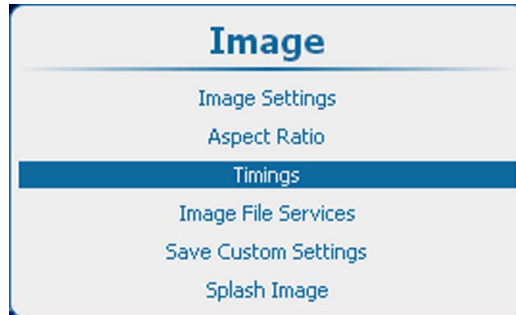 Image
Image Settings
Aspect Ratio
Timings
Image File Services
Save Custom Settings
Splash Image